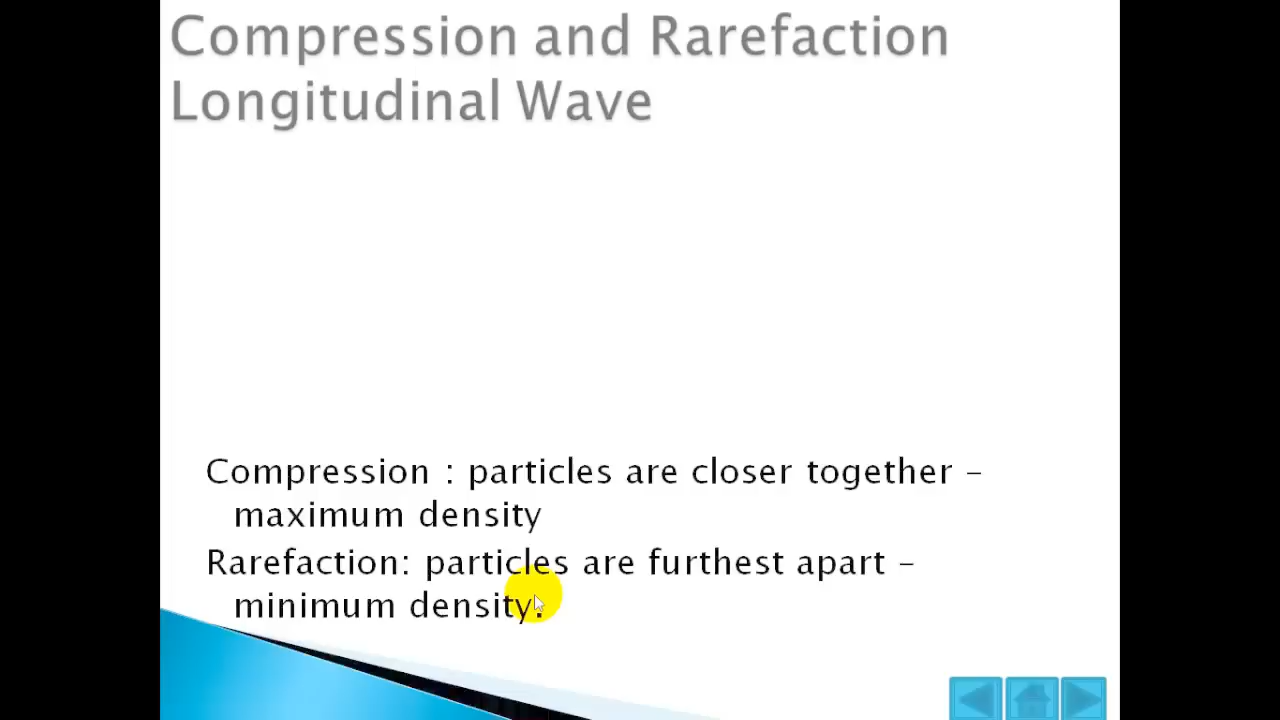 Compression and Rarefaction
Longitudinal Wave
Compression : particles are closer together –
maximum density
Rarefaction: particles are furthest apart –
minimum density.